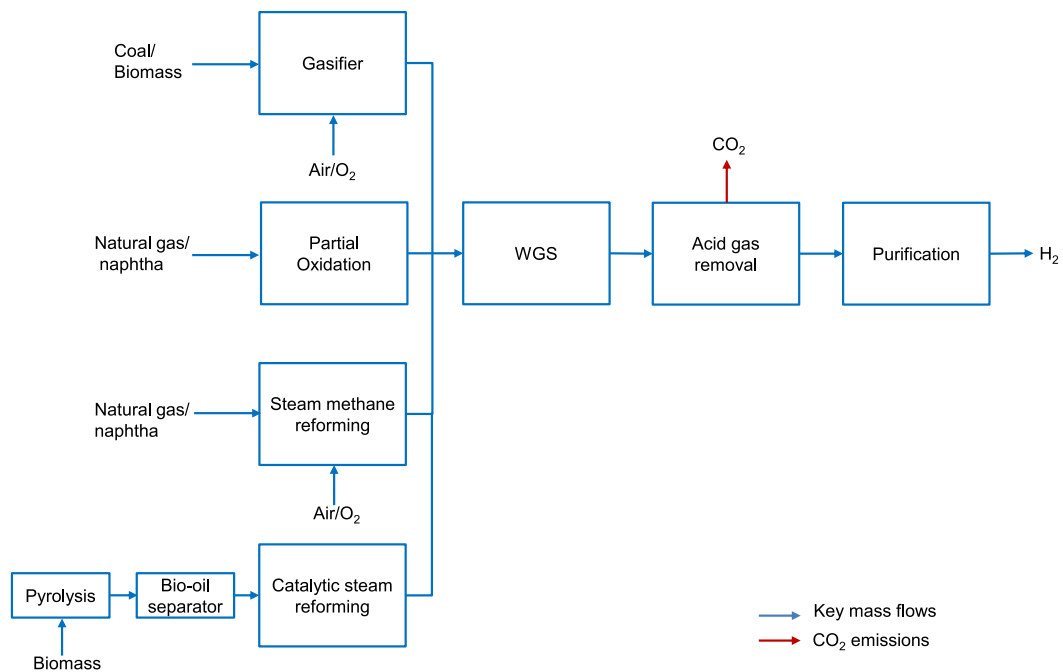 Coal/
Biomass
Gasifier
Air/O₂
CO₂
Natural gas/
naphtha
Partial
Oxidation
WGS
Acid gas
removal
Purification
H₂
Natural gas/
naphtha
Steam methane
reforming
Air/O₂
Pyrolysis
Bio-oil
separator
Catalytic steam
reforming
Biomass
Key mass flows
CO₂ emissions